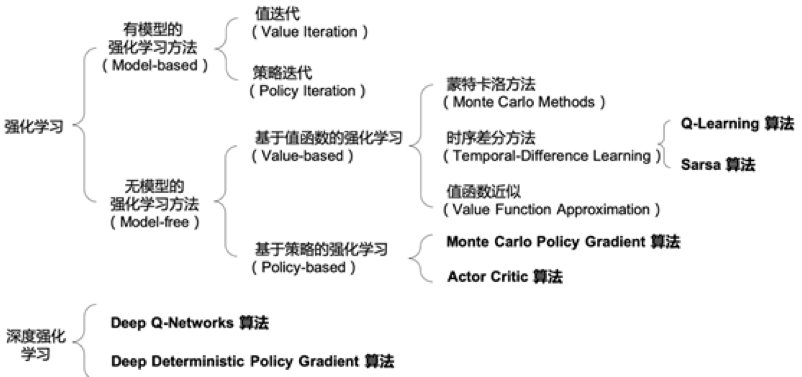 强化学习
有模型的
强化学习方法
( Model-based )
值迭代
( Value Iteration )
策略迭代
( Policy Iteration )
无模型的
强化学习方法
( Model-free )
基于值函数的强化学习
( Value-based )
蒙特卡洛方法
( Monte Carlo Methods )
时序差分方法
( Temporal-Difference Learning )
Q-Learning 算法
Sarsa 算法
值函数近似
( Value Function Approximation )
基于策略的强化学习
( Policy-based )
Monte Carlo Policy Gradient 算法
Actor Critic 算法
深度强化
学习
Deep Q-Networks 算法
Deep Deterministic Policy Gradient 算法